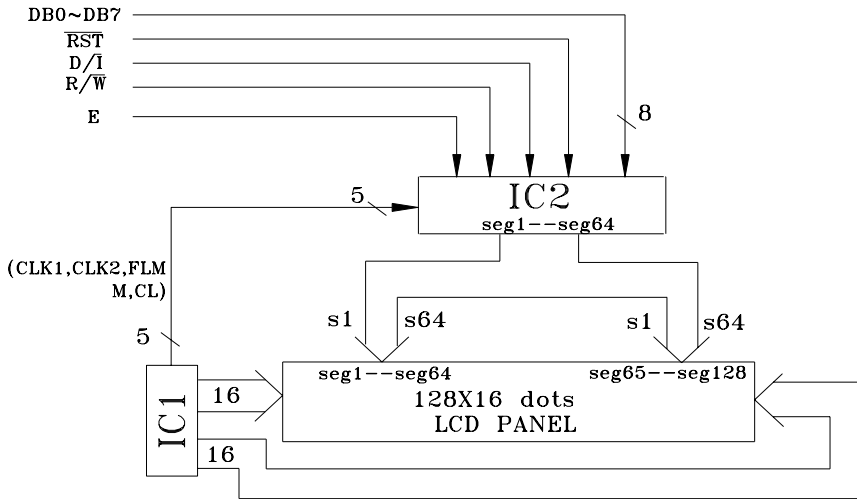 DB0~DB7
R̅S̅T̅
D/I̅
R/W̅
E
8
5
IC2
seg1--seg64
(CLK1,CLK2,FLM
M,CL)
5
s1
s64
s1
s64
seg1--seg64
seg65--seg128
IC1
16
128X16 dots
LCD PANEL
16